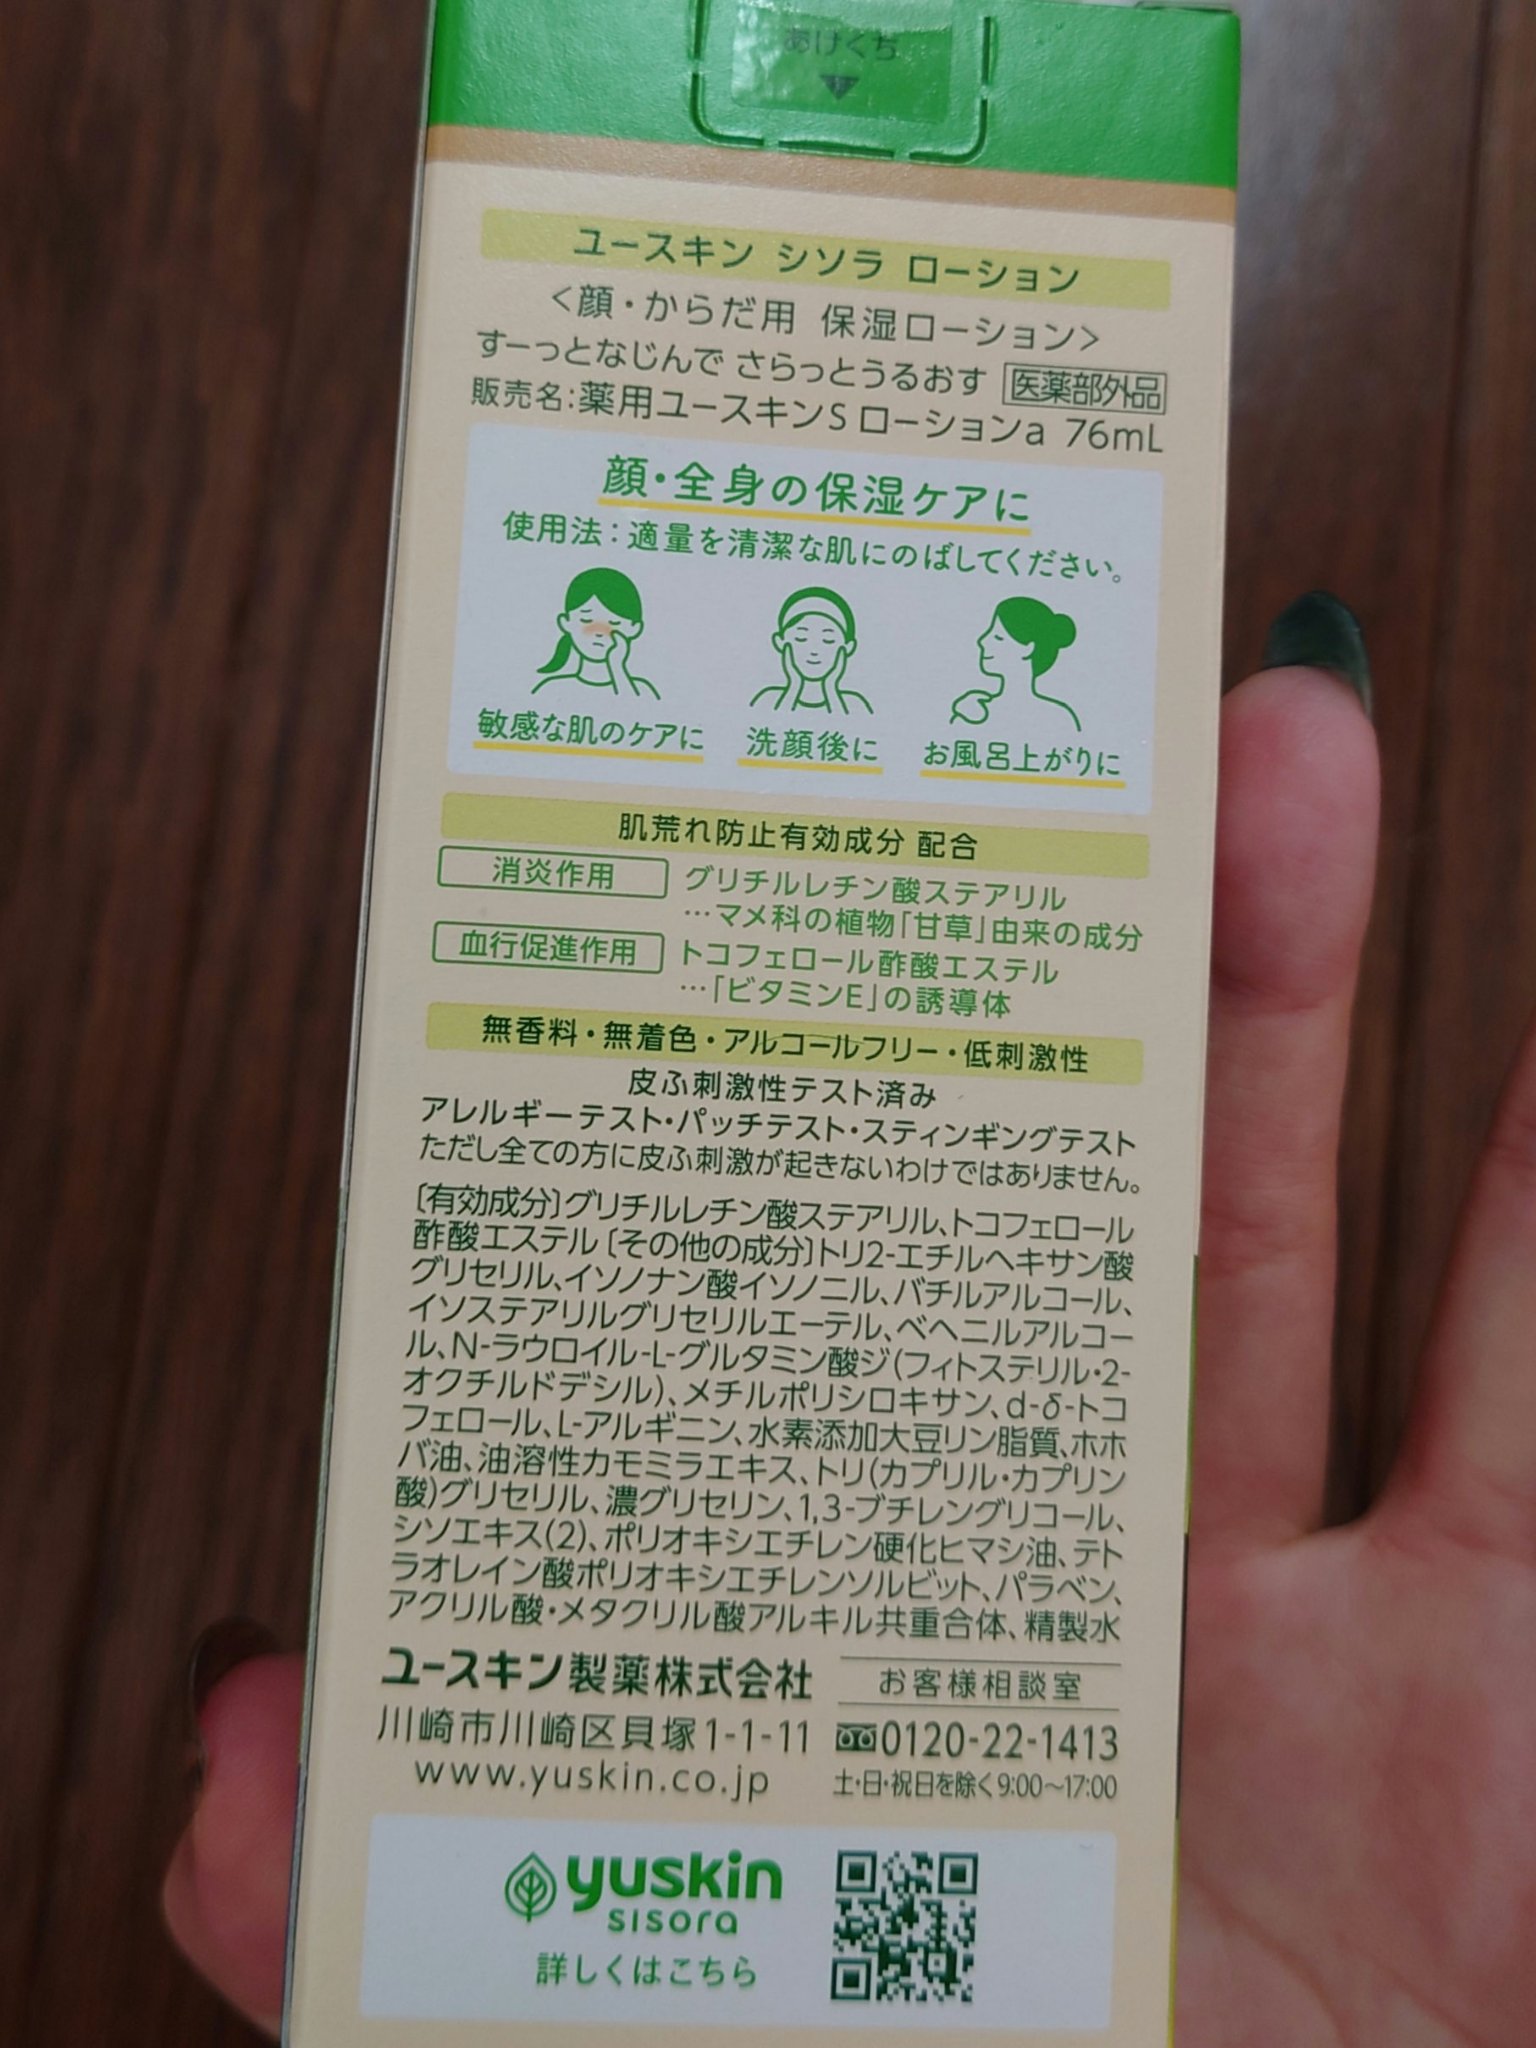 あけくち
ユースキン シソラ ローション
<顔・からだ用 保湿ローション>
すーっとなじんで さらっとうるおす 医薬部外品
販売名:薬用ユースキンS ローションa 76mL
顔・全身の保湿ケアに
使用法:適量を清潔な肌にのばしてください。
敏感な肌のケアに 洗顔後に お風呂上がりに
肌荒れ防止有効成分 配合
消炎作用 グリチルレチン酸ステアリル
…マメ科の植物「甘草」由来の成分
血行促進作用 トコフェロール酢酸エステル
…「ビタミンE」の誘導体
無香料・無着色・アルコールフリー・低刺激性
皮ふ刺激性テスト済み
アレルギーテスト・パッチテスト・スティンギングテスト
ただし全ての方に皮ふ刺激が起きないわけではありません。
〔有効成分〕グリチルレチン酸ステアリル、トコフェロール
酢酸エステル〔その他の成分〕トリ2-エチルヘキサン酸
グリセリル、イソノナン酸イソノニル、バチルアルコール、
イソステアリルグリセリルエーテル、ベヘニルアルコー
ル、N-ラウロイル-L-グルタミン酸ジ(フィトステリル・2-
オクチルドデシル)、メチルポリシロキサン、d-δ-トコ
フェロール、L-アルギニン、水素添加大豆リン脂質、ホホ
バ油、油溶性カモミラエキス、トリ(カプリル・カプリン
酸)グリセリル、濃グリセリン、1,3-ブチレングリコール、
シソエキス(2)、ポリオキシエチレン硬化ヒマシ油、テト
ラオレイン酸ポリオキシエチレンソルビット、パラベン、
アクリル酸・メタクリル酸アルキル共重合体、精製水
ユースキン製薬株式会社 お客様相談室
川崎市川崎区貝塚1-1-11 0120-22-1413
www.yuskin.co.jp 土・日・祝日を除く9:00〜17:00
yuskin
sisora
詳しくはこちら